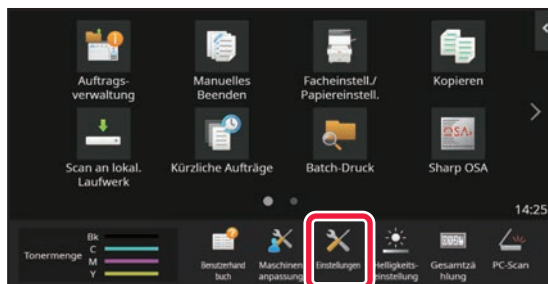 Auftrags-
verwaltung
Manuelles
Beenden
Facheinstell./
Papiereinstell.
Kopieren
Scan an lokal.
Laufwerk
Kürzliche Aufträge
Batch-Druck
OSA
Sharp OSA
14:25
Tonermenge
Bk
C
M
Y
Benutzerhand
buch
Maschinen
anpassung
Einstellungen
Helligkeits-
einstellung
Gesamtzä
hlung
PC-Scan